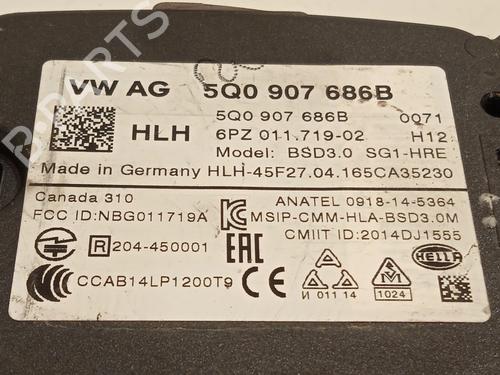 VW AG 5Q0 907 686B
5Q0 907 686B 0071
HLH 6PZ 011.719-02 H12
Model: BSD3.0 SG1-HRE
Made in Germany HLH-45F27.04.165CA35230
Canada 310 ANATEL 0918-14-5364
FCC ID:NBG011719A MSIP-CMM-HLA-BSD3.0M
R 204-450001 EAC CMIIT ID:2014DJ1555
HELLA
CCAB14LP1200T9 CE И 011 14 1024
B-PARTS